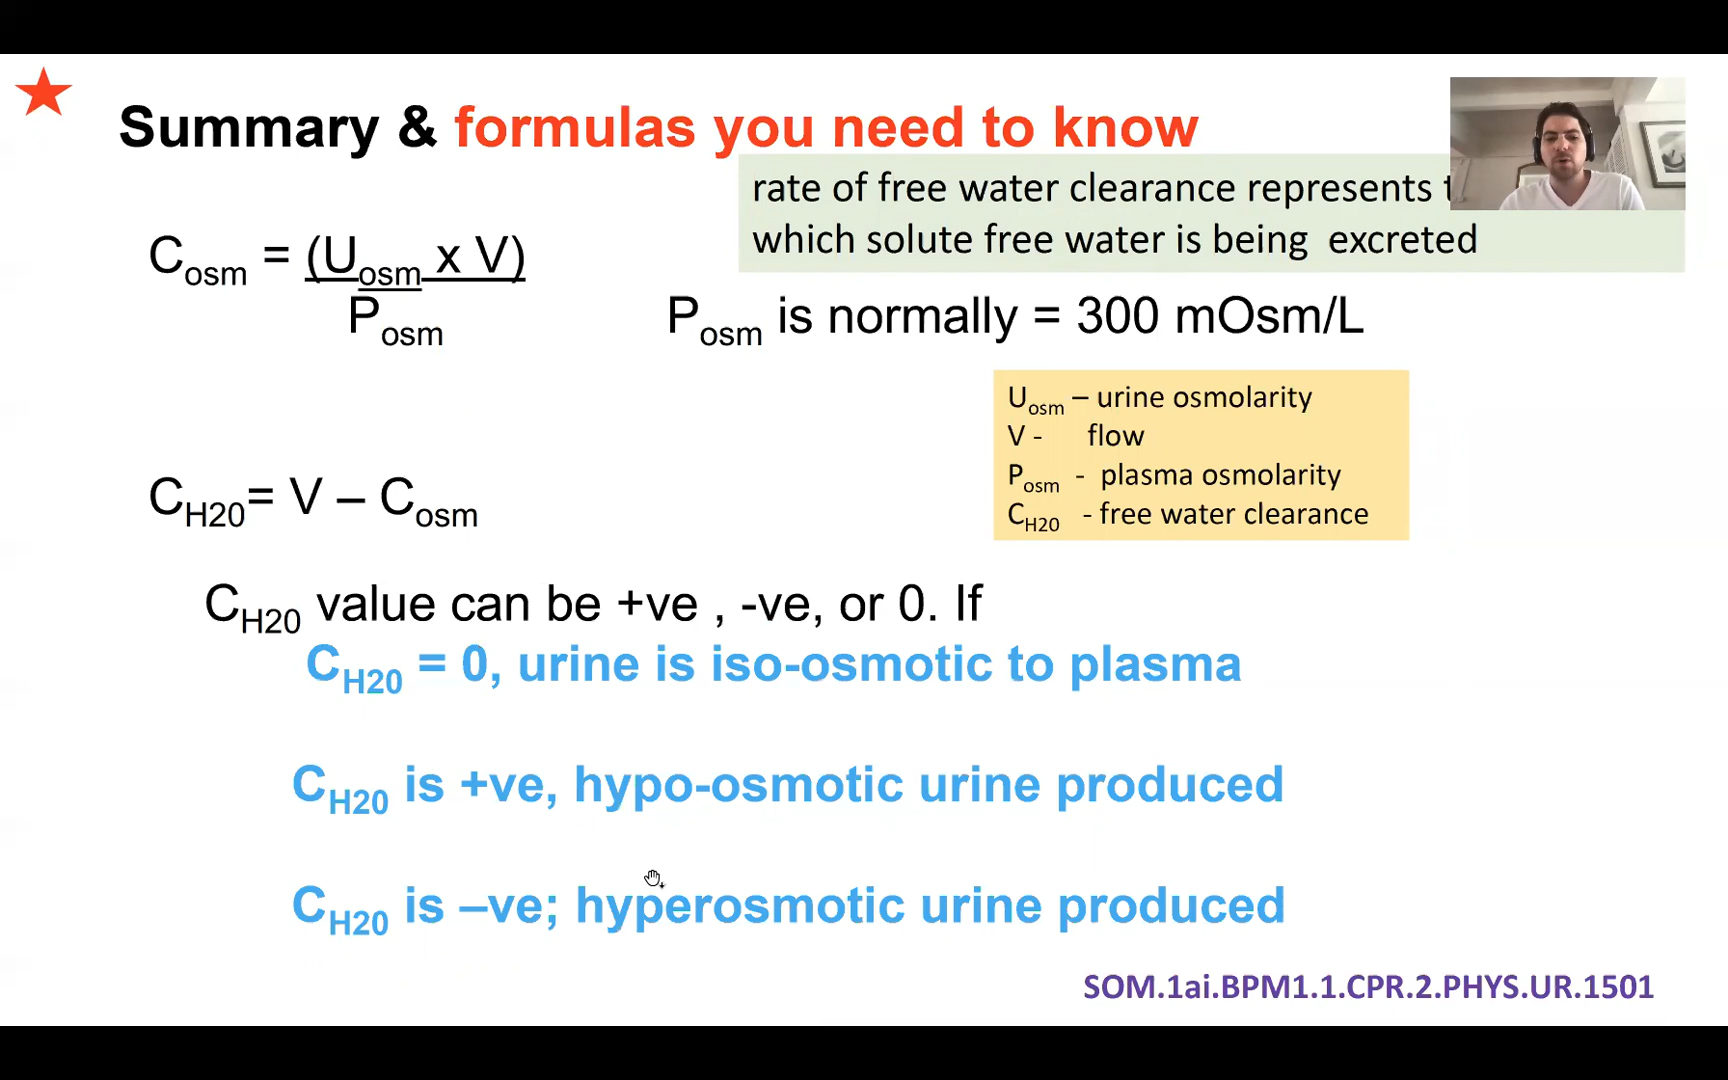 Summary & formulas you need to know
rate of free water clearance represents
which solute free water is being excreted
Cosm = (Uosm x V)
Posm
Posm is normally = 300 mOsm/L
Uosm – urine osmolarity
V - flow
Posm - plasma osmolarity
CH20 - free water clearance
CH20= V – Cosm
CH20 value can be +ve , -ve, or 0. If
CH20 = 0, urine is iso-osmotic to plasma
CH20 is +ve, hypo-osmotic urine produced
CH20 is –ve; hyperosmotic urine produced
SOM.1ai.BPM1.1.CPR.2.PHYS.UR.1501